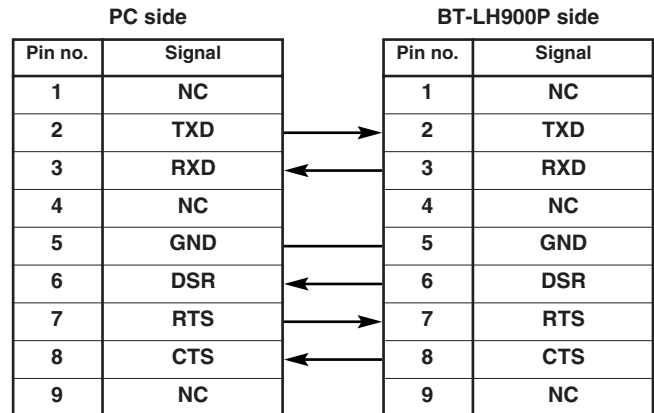 PC side BT-LH900P side
Pin no. Signal Pin no. Signal
1 NC 1 NC
2 TXD 2 TXD
3 RXD 3 RXD
4 NC 4 NC
5 GND 5 GND
6 DSR 6 DSR
7 RTS 7 RTS
8 CTS 8 CTS
9 NC 9 NC